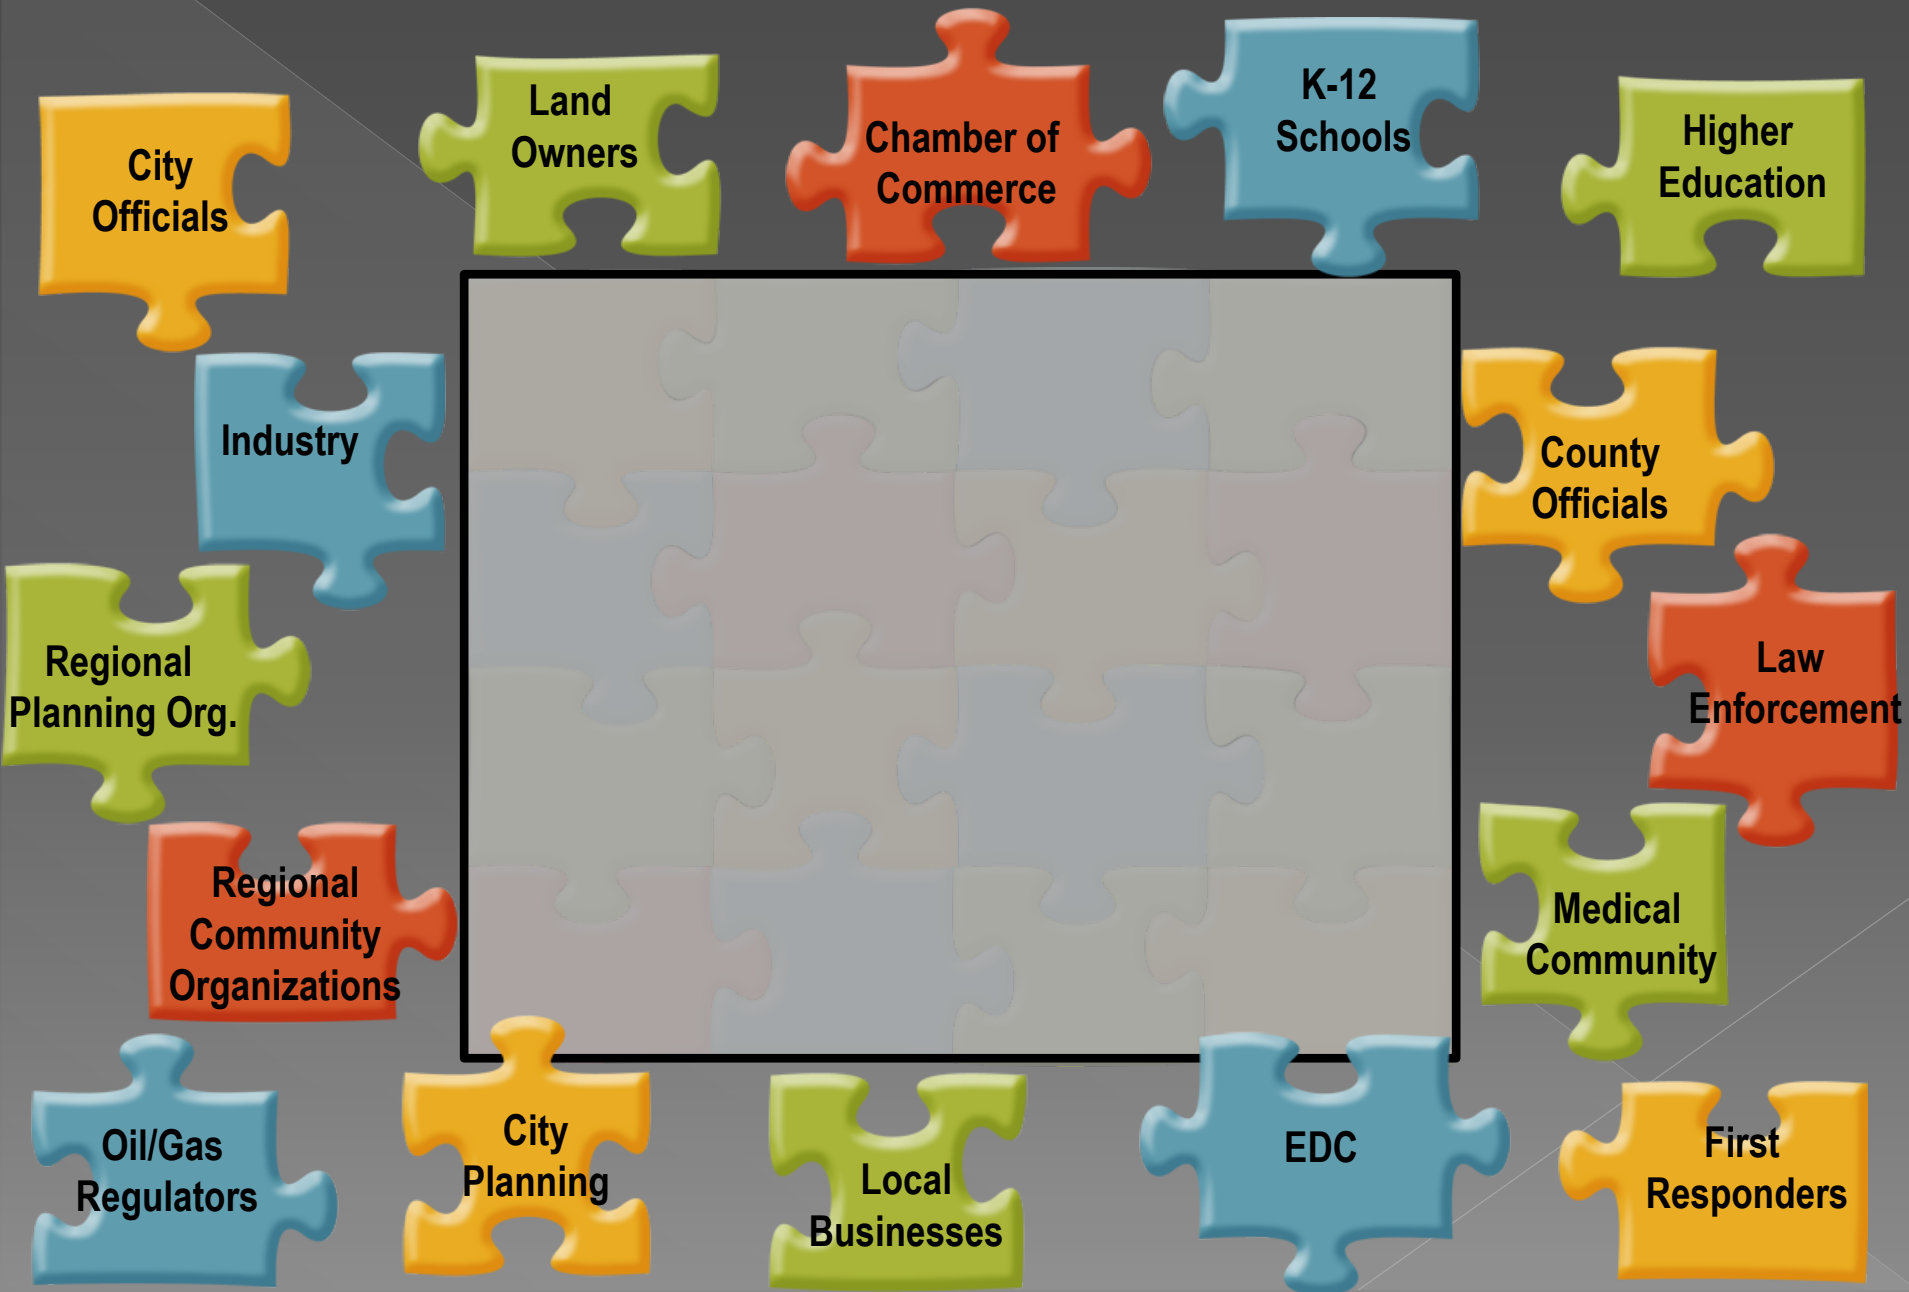 City
Officials
Land
Owners
Chamber of
Commerce
K-12
Schools
Higher
Education
Industry
County
Officials
Regional
Planning Org.
Law
Enforcement
Regional
Community
Organizations
Medical
Community
Oil/Gas
Regulators
City
Planning
Local
Businesses
EDC
First
Responders